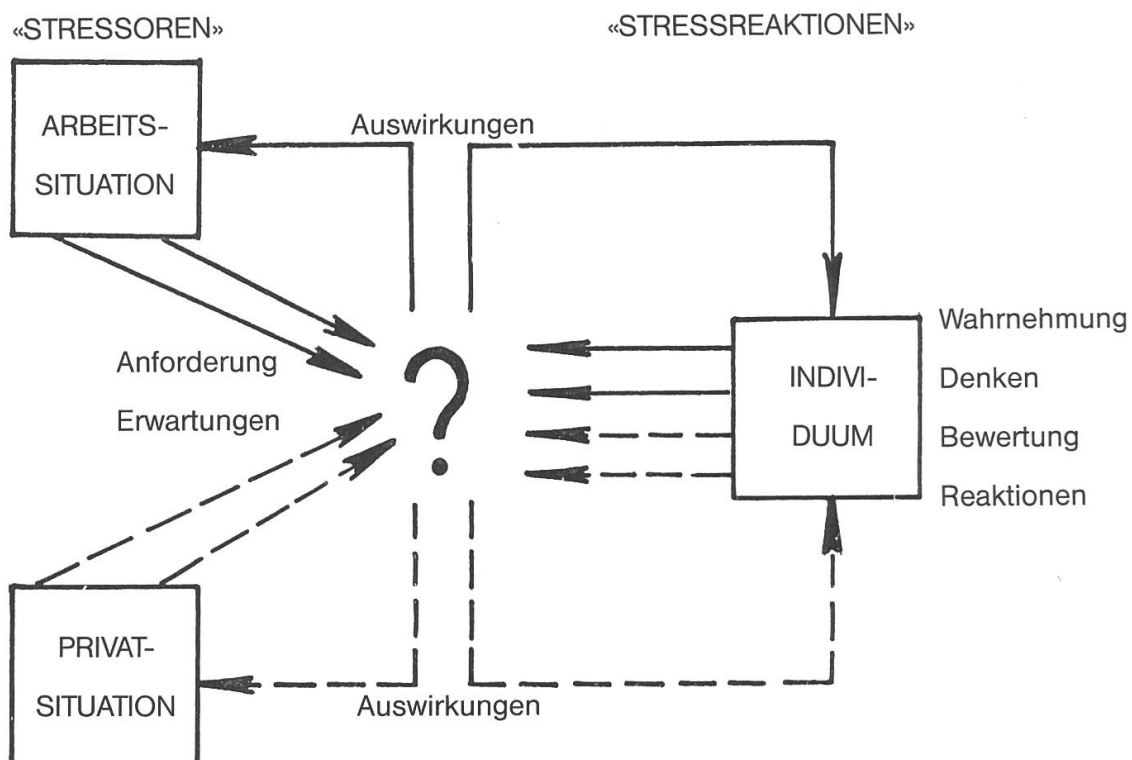 «STRESSOREN»
«STRESSREAKTIONEN»
ARBEITS-
SITUATION
Auswirkungen
Anforderung
Erwartungen
?
INDIVI-
DUUM
Wahrnehmung
Denken
Bewertung
Reaktionen
PRIVAT-
SITUATION
Auswirkungen